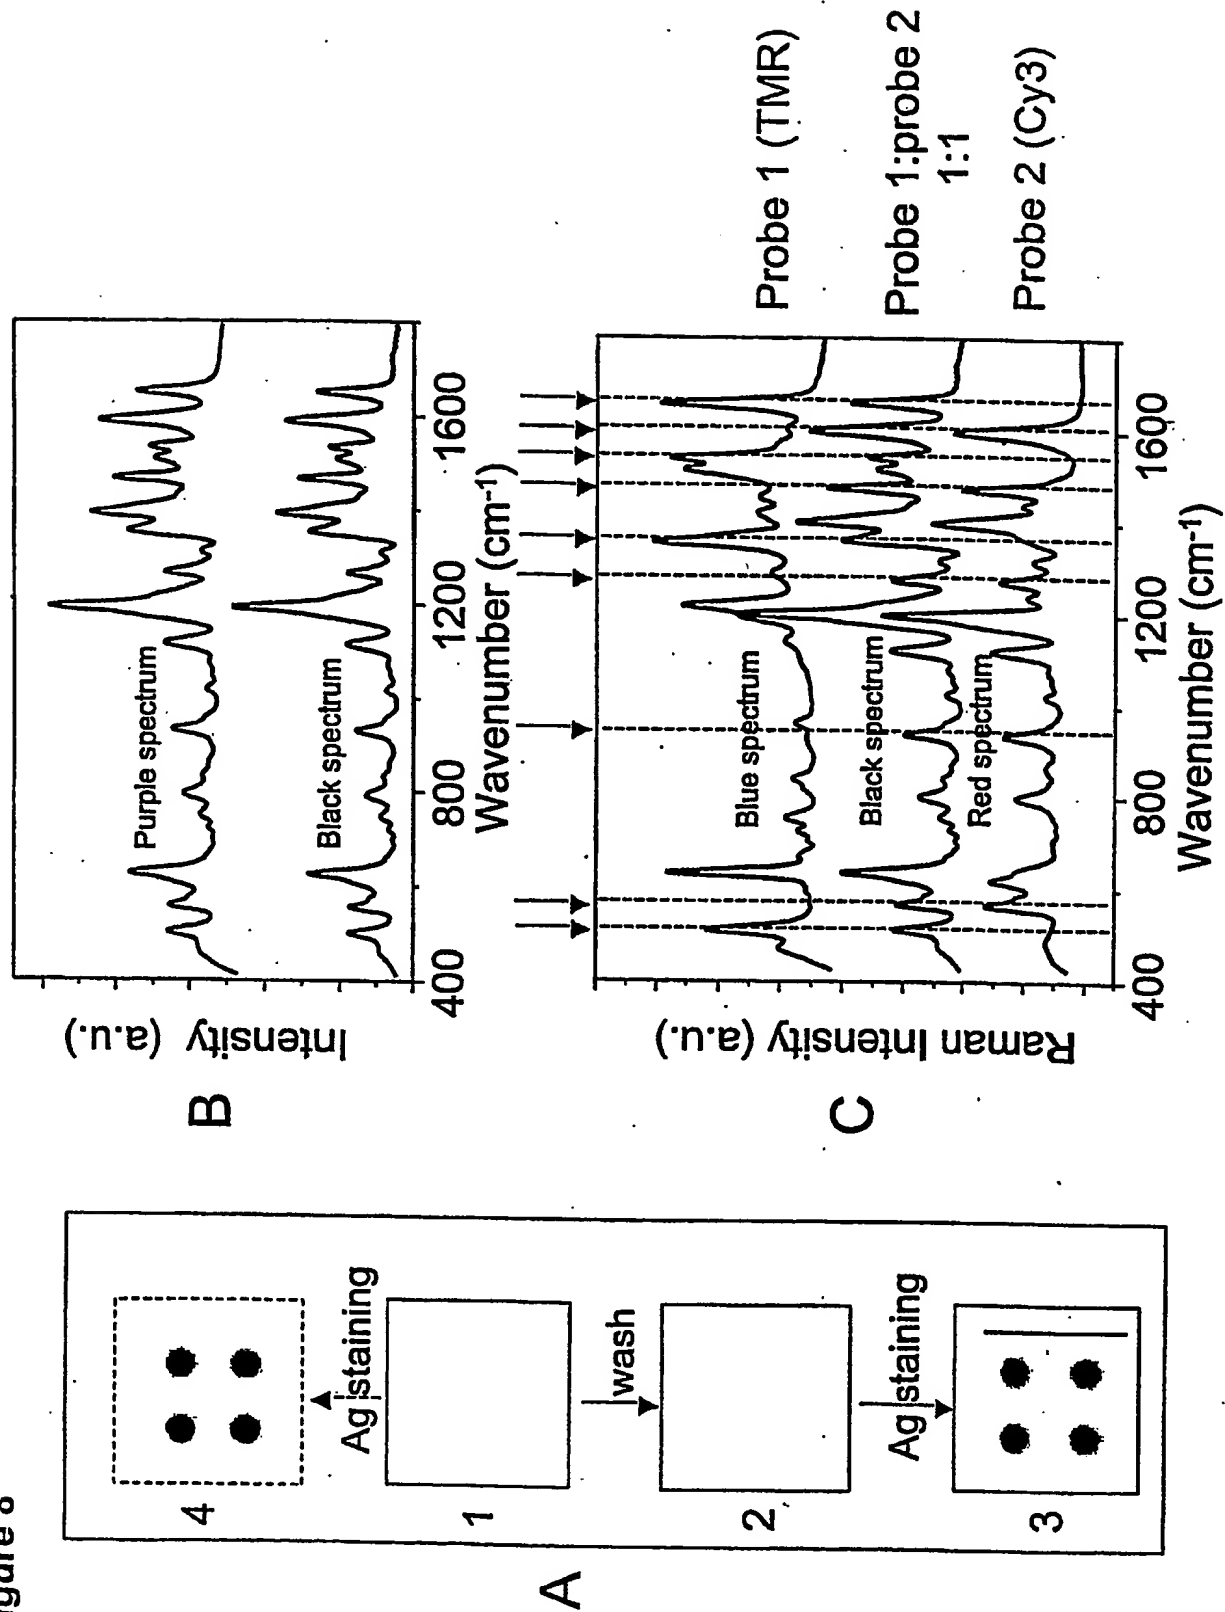 igure 8
A
4
Ag staining
1
wash
2
Ag staining
3
B
Intensity (a.u.)
Purple spectrum
Black spectrum
400
800
1200
1600
Wavenumber (cm-1)
C
Raman Intensity (a.u.)
Blue spectrum
Black spectrum
Red spectrum
Probe 1 (TMR)
Probe 1:probe 2
1:1
Probe 2 (Cy3)
400
800
1200
1600
Wavenumber (cm-1)